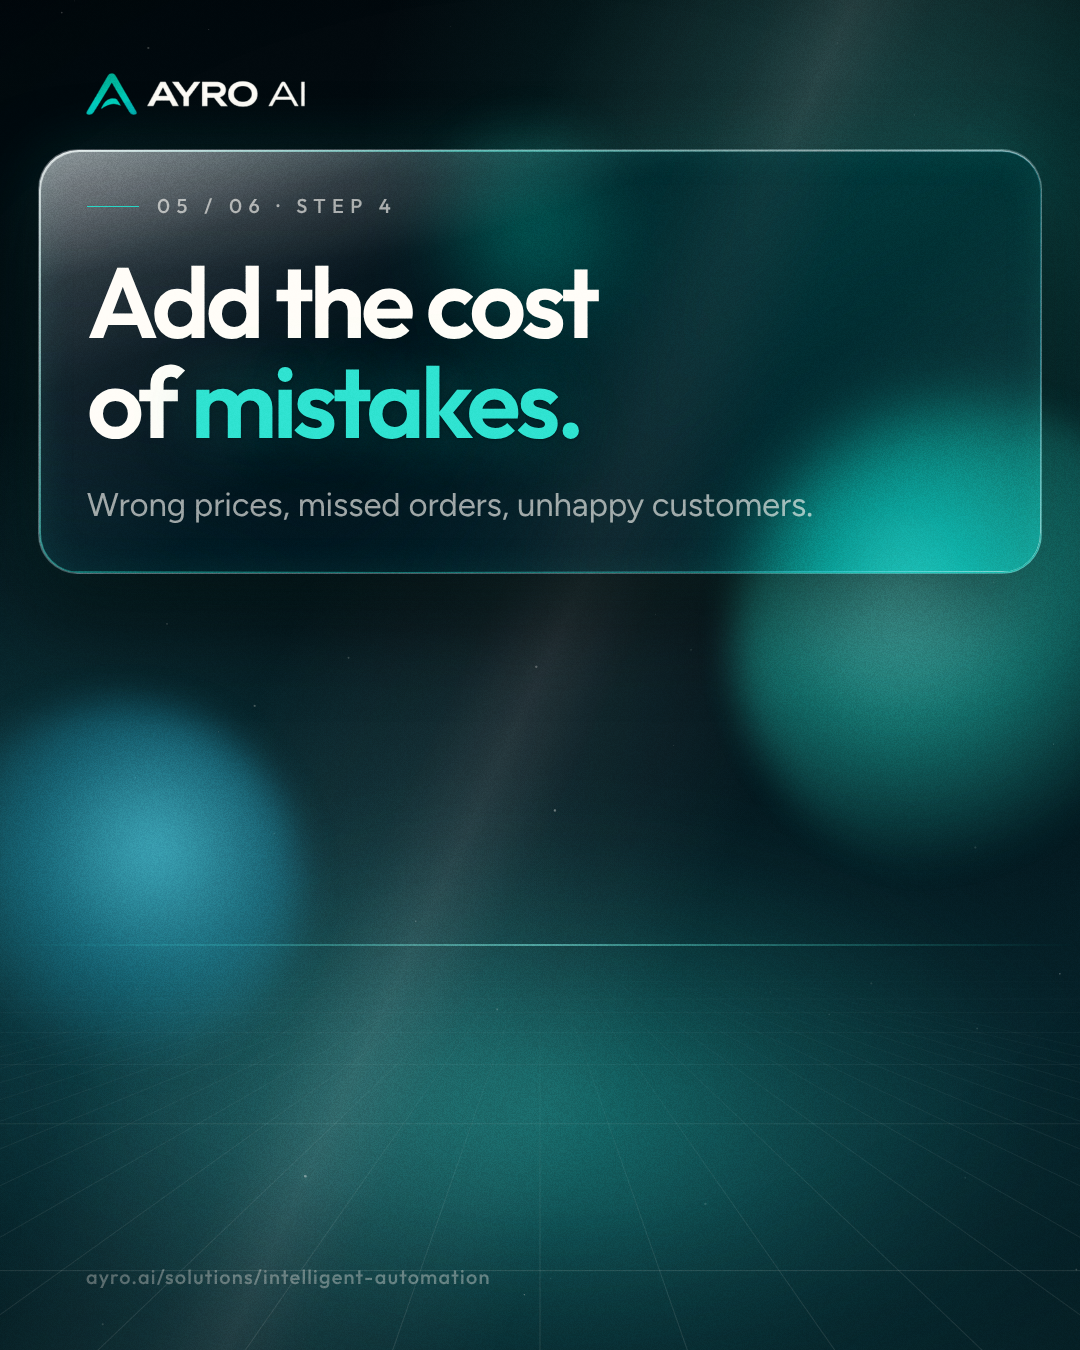 AYRO AI
05 / 06 · STEP 4
Add the cost
of mistakes.
Wrong prices, missed orders, unhappy customers.
ayro.ai/solutions/intelligent-automation